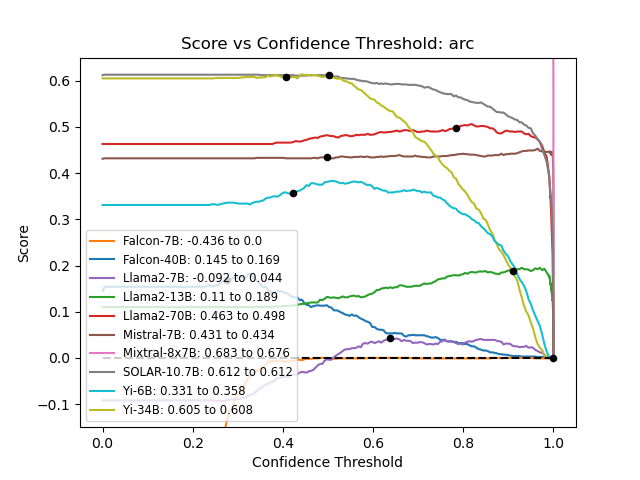 Score vs Confidence Threshold: arc
Score
0.6
0.5
0.4
0.3
0.2
0.1
0.0
−0.1
Falcon-7B: -0.436 to 0.0
Falcon-40B: 0.145 to 0.169
Llama2-7B: -0.092 to 0.044
Llama2-13B: 0.11 to 0.189
Llama2-70B: 0.463 to 0.498
Mistral-7B: 0.431 to 0.434
Mixtral-8x7B: 0.683 to 0.676
SOLAR-10.7B: 0.612 to 0.612
Yi-6B: 0.331 to 0.358
Yi-34B: 0.605 to 0.608
0.0 0.2 0.4 0.6 0.8 1.0
Confidence Threshold